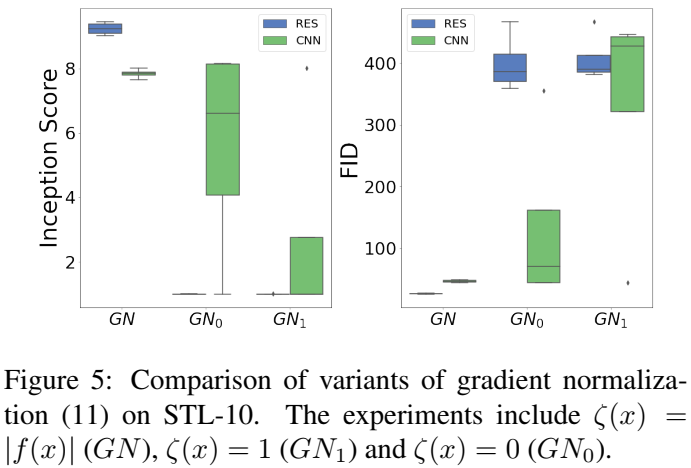 RES
CNN
8
6
4
2
Inception Score
GN
GN₀
GN₁
RES
CNN
400
300
200
100
FID
GN
GN₀
GN₁
Figure 5: Comparison of variants of gradient normaliza-
tion (11) on STL-10. The experiments include ζ(x) =
|f(x)| (GN), ζ(x) = 1 (GN₁) and ζ(x) = 0 (GN₀).